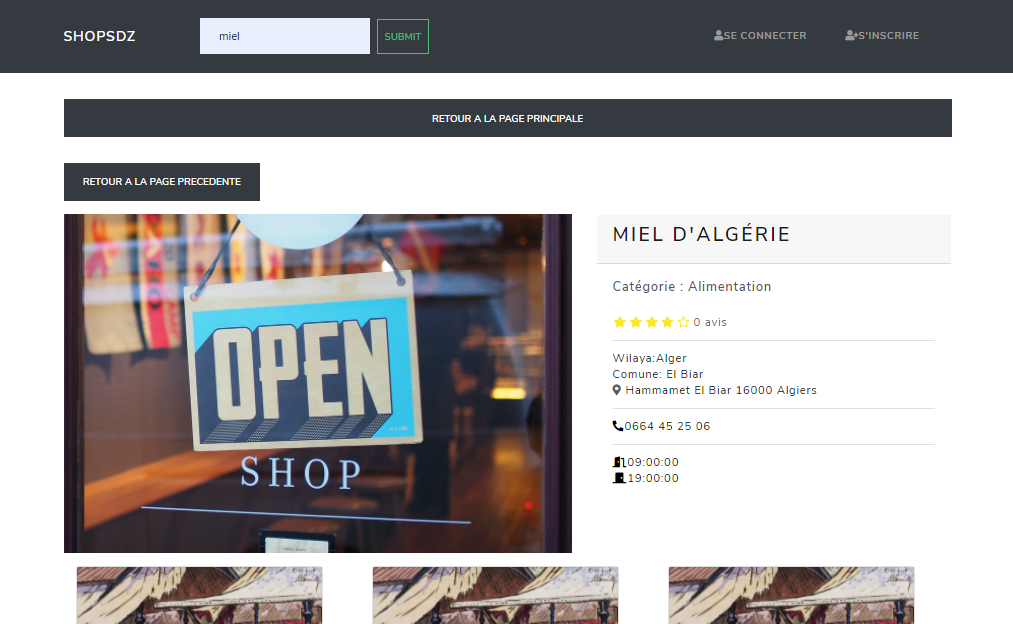 SHOPSDZ
miel
SUBMIT
SE CONNECTER
S'INSCRIRE
RETOUR A LA PAGE PRINCIPALE
RETOUR A LA PAGE PRECEDENTE
OPEN
SHOP
MIEL D'ALGÉRIE
Catégorie : Alimentation
0 avis
Wilaya:Alger
Comune: El Biar
Hammamet El Biar 16000 Algiers
0664 45 25 06
09:00:00
19:00:00